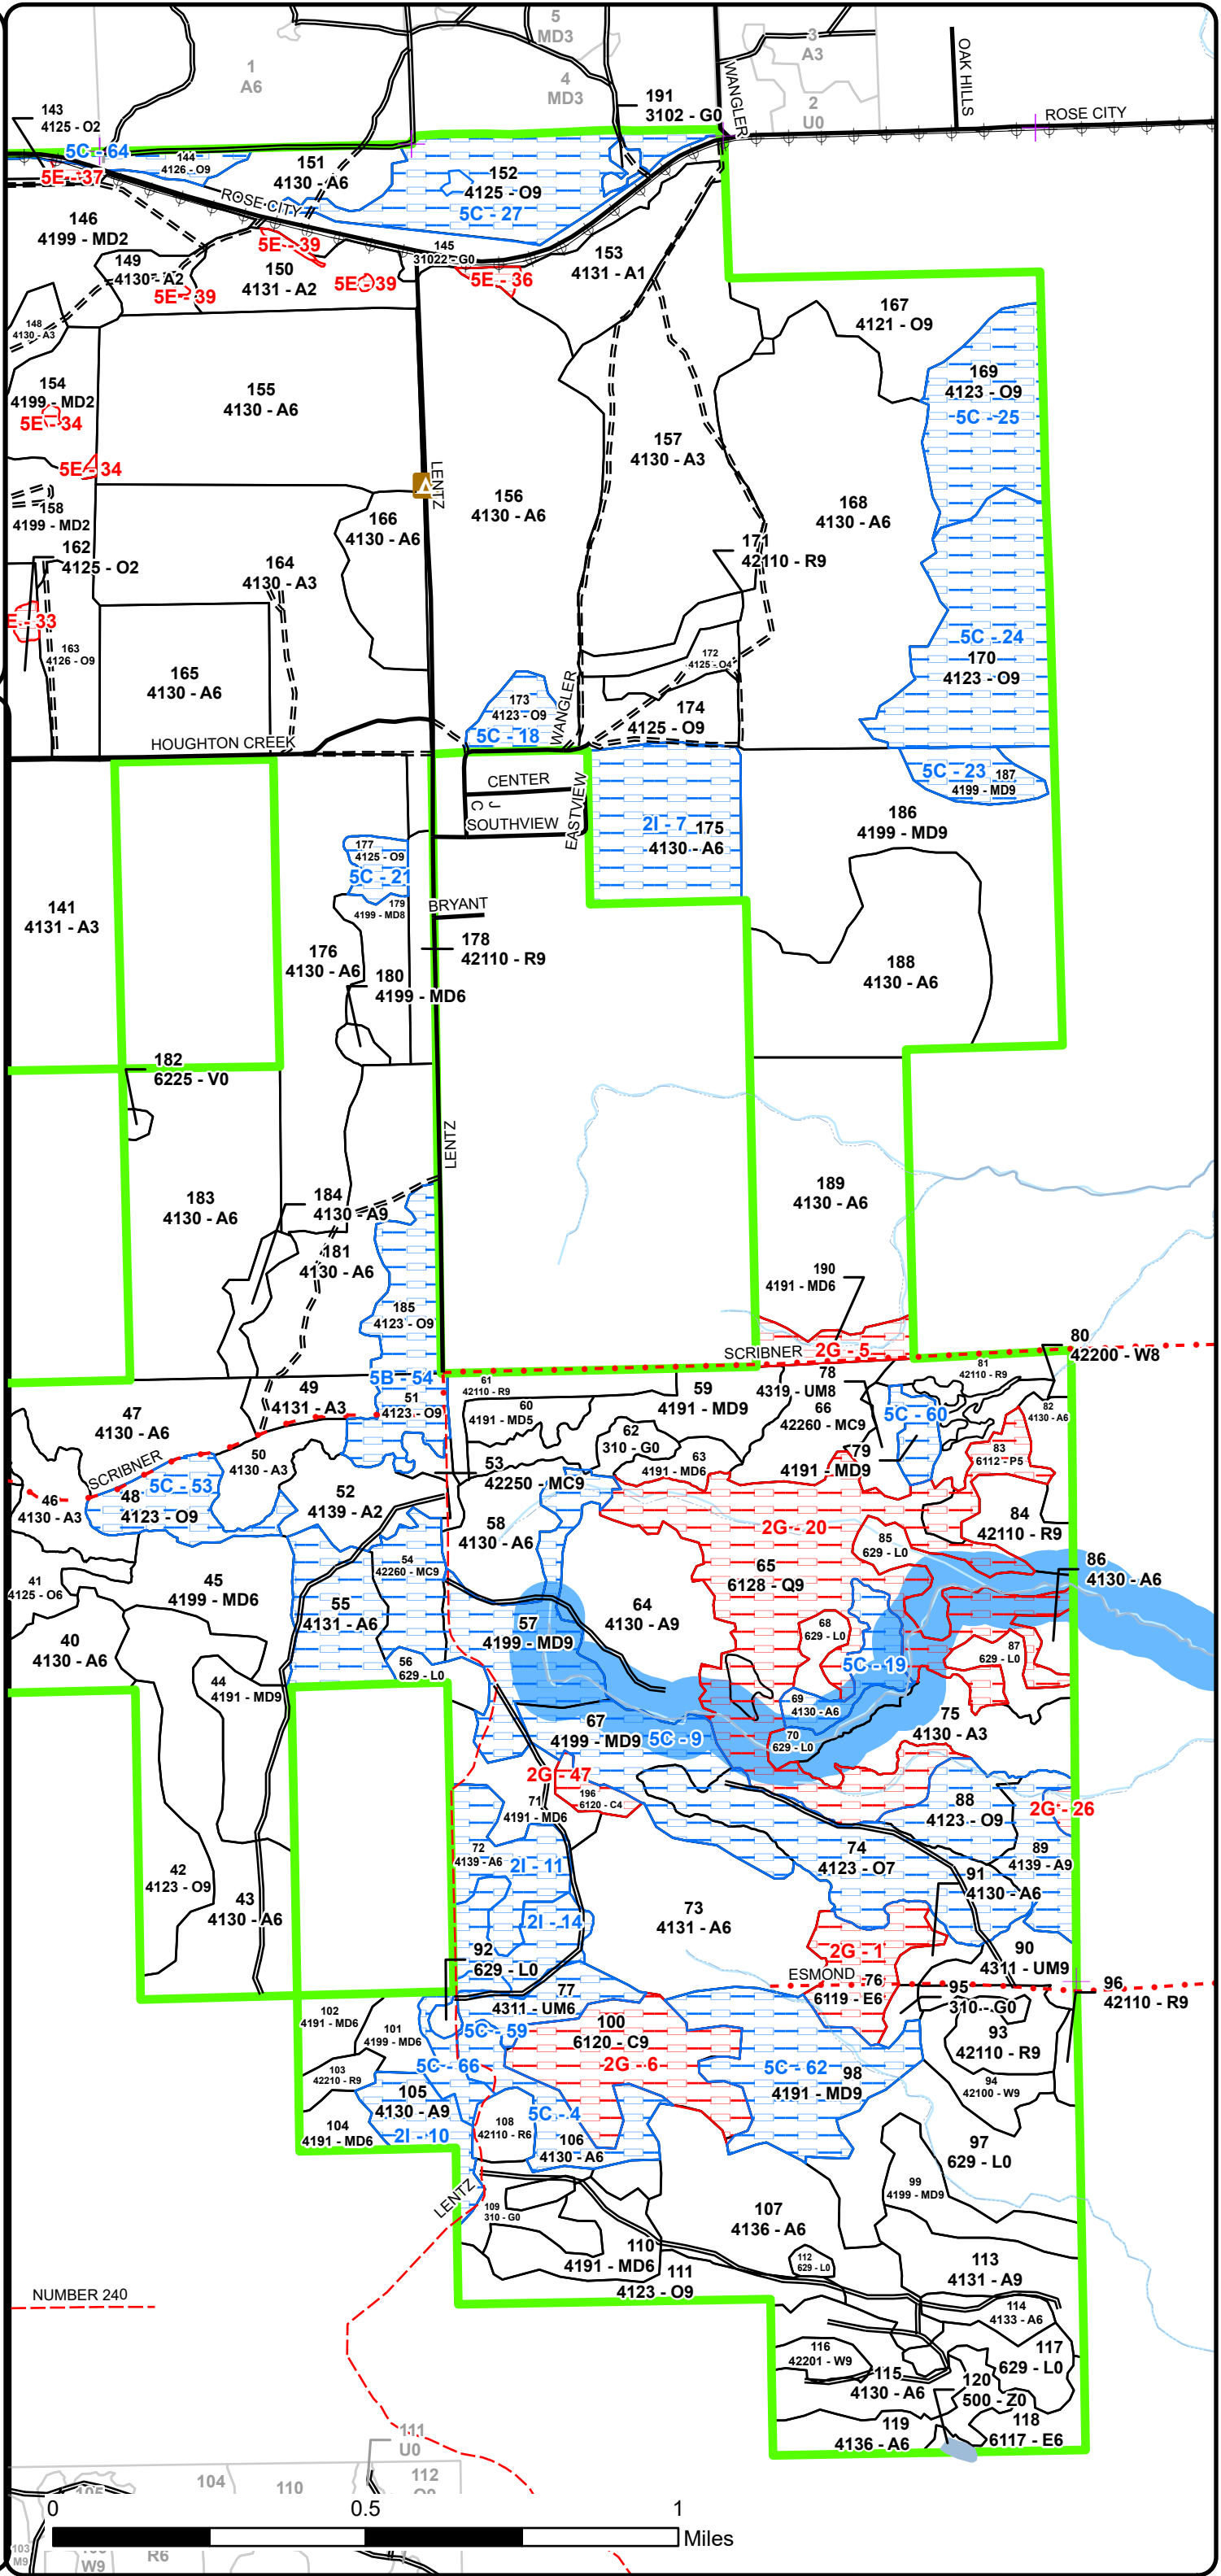 5
MD3
3
A3
1
A6
4
MD3
2
U0
WANGLER
OAK HILLS
ROSE CITY
143
4125 - O2
191
3102 - G0
5C - 64
144
4126 - O9
151
4130 - A6
152
4125 - O9
5C - 27
5E - 37
ROSE CITY
146
4199 - MD2
5E - 39
145
31022 - G0
153
4131 - A1
149
4130 - A2
150
4131 - A2
5E - 39
5E - 36
5E - 39
167
4121 - O9
148
4130 - A3
154
4199 - MD2
5E - 34
155
4130 - A6
169
4123 - O9
5C - 25
157
4130 - A3
5E - 34
LENTZ
156
4130 - A6
168
4130 - A6
158
4199 - MD2
166
4130 - A6
162
4125 - O2
164
4130 - A3
171
42110 - R9
E - 33
163
4126 - O9
165
4130 - A6
5C - 24
170
4123 - O9
172
4125 - O4
173
4123 - O9
5C - 18
WANGLER
174
4125 - O9
HOUGHTON CREEK
CENTER
J C
SOUTHVIEW
EASTVIEW
5C - 23
187
4199 - MD9
2I - 7
175
4130 - A6
186
4199 - MD9
177
4125 - O9
5C - 21
179
4199 - MD8
BRYANT
141
4131 - A3
178
42110 - R9
176
4130 - A6
180
4199 - MD6
188
4130 - A6
182
6225 - V0
LENTZ
183
4130 - A6
184
4130 - A9
189
4130 - A6
181
4130 - A6
190
4191 - MD6
185
4123 - O9
SCRIBNER
2G - 5
80
42200 - W8
5B - 54
61
42110 - R9
78
4319 - UM8
81
42110 - R9
49
4131 - A3
51
4123 - O9
60
4191 - MD5
59
4191 - MD9
66
42260 - MC9
5C - 60
82
4130 - A6
47
4130 - A6
62
310 - G0
63
4191 - MD6
79
4191 - MD9
83
6112 - P5
SCRIBNER
50
4130 - A3
53
42250 - MC9
5C - 53
46
4130 - A3
48
4123 - O9
52
4139 - A2
58
4130 - A6
2G - 20
84
42110 - R9
85
629 - L0
54
42260 - MC9
65
6128 - Q9
86
4130 - A6
41
4125 - O6
45
4199 - MD6
55
4131 - A6
57
4199 - MD9
64
4130 - A9
68
629 - L0
40
4130 - A6
56
629 - L0
5C - 19
87
629 - L0
44
4191 - MD9
69
4130 - A6
75
4130 - A3
67
4199 - MD9
5C - 9
70
629 - L0
2G - 47
196
6120 - C4
71
4191 - MD6
88
4123 - O9
2G - 26
72
4139 - A6
2I - 11
74
4123 - O7
89
4139 - A9
42
4123 - O9
91
4130 - A6
43
4130 - A6
2I - 14
73
4131 - A6
2G - 1
90
4311 - UM9
92
629 - L0
ESMOND
76
6119 - E6
95
310 - G0
96
42110 - R9
77
4311 - UM6
102
4191 - MD6
101
4199 - MD6
5C - 59
100
6120 - C9
2G - 6
93
42110 - R9
103
42210 - R9
5C - 66
5C - 62
98
4191 - MD9
94
42100 - W9
105
4130 - A9
2I - 10
104
4191 - MD6
108
42110 - R6
5C - 4
106
4130 - A6
97
629 - L0
LENTZ
99
4199 - MD9
109
310 - G0
107
4136 - A6
110
4191 - MD6
112
629 - L0
111
4123 - O9
113
4131 - A9
NUMBER 240
114
4133 - A6
116
42201 - W9
117
629 - L0
115
4130 - A6
120
500 - Z0
119
4136 - A6
118
6117 - E6
111
U0
104
110
112
0
0.5
1
Miles
103
M9
W9
R6